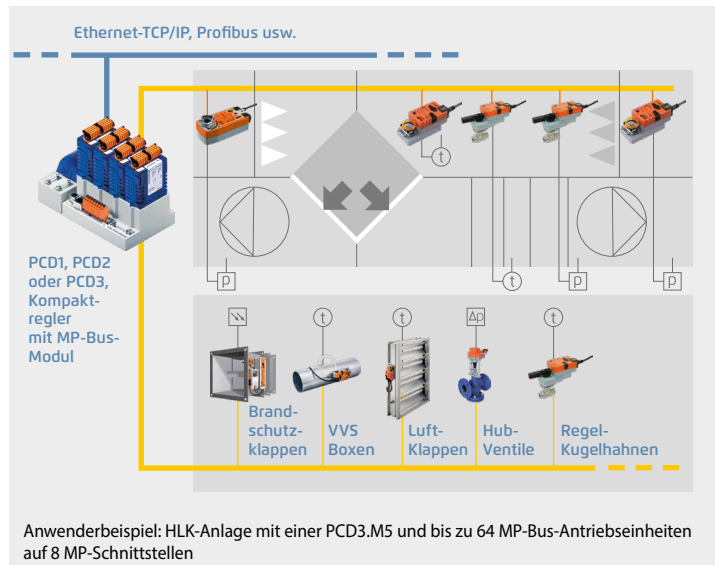 Ethernet-TCP/IP, Profibus usw.
t
p
t
p
p
PCD1, PCD2
oder PCD3,
Kompakt-
regler
mit MP-Bus-
Modul
t
t
Δp
t
Brand-
schutz-
klappen
VVS
Boxen
Luft-
Klappen
Hub-
Ventile
Regel-
Kugelhahnen
Anwenderbeispiel: HLK-Anlage mit einer PCD3.M5 und bis zu 64 MP-Bus-Antriebseinheiten
auf 8 MP-Schnittstellen